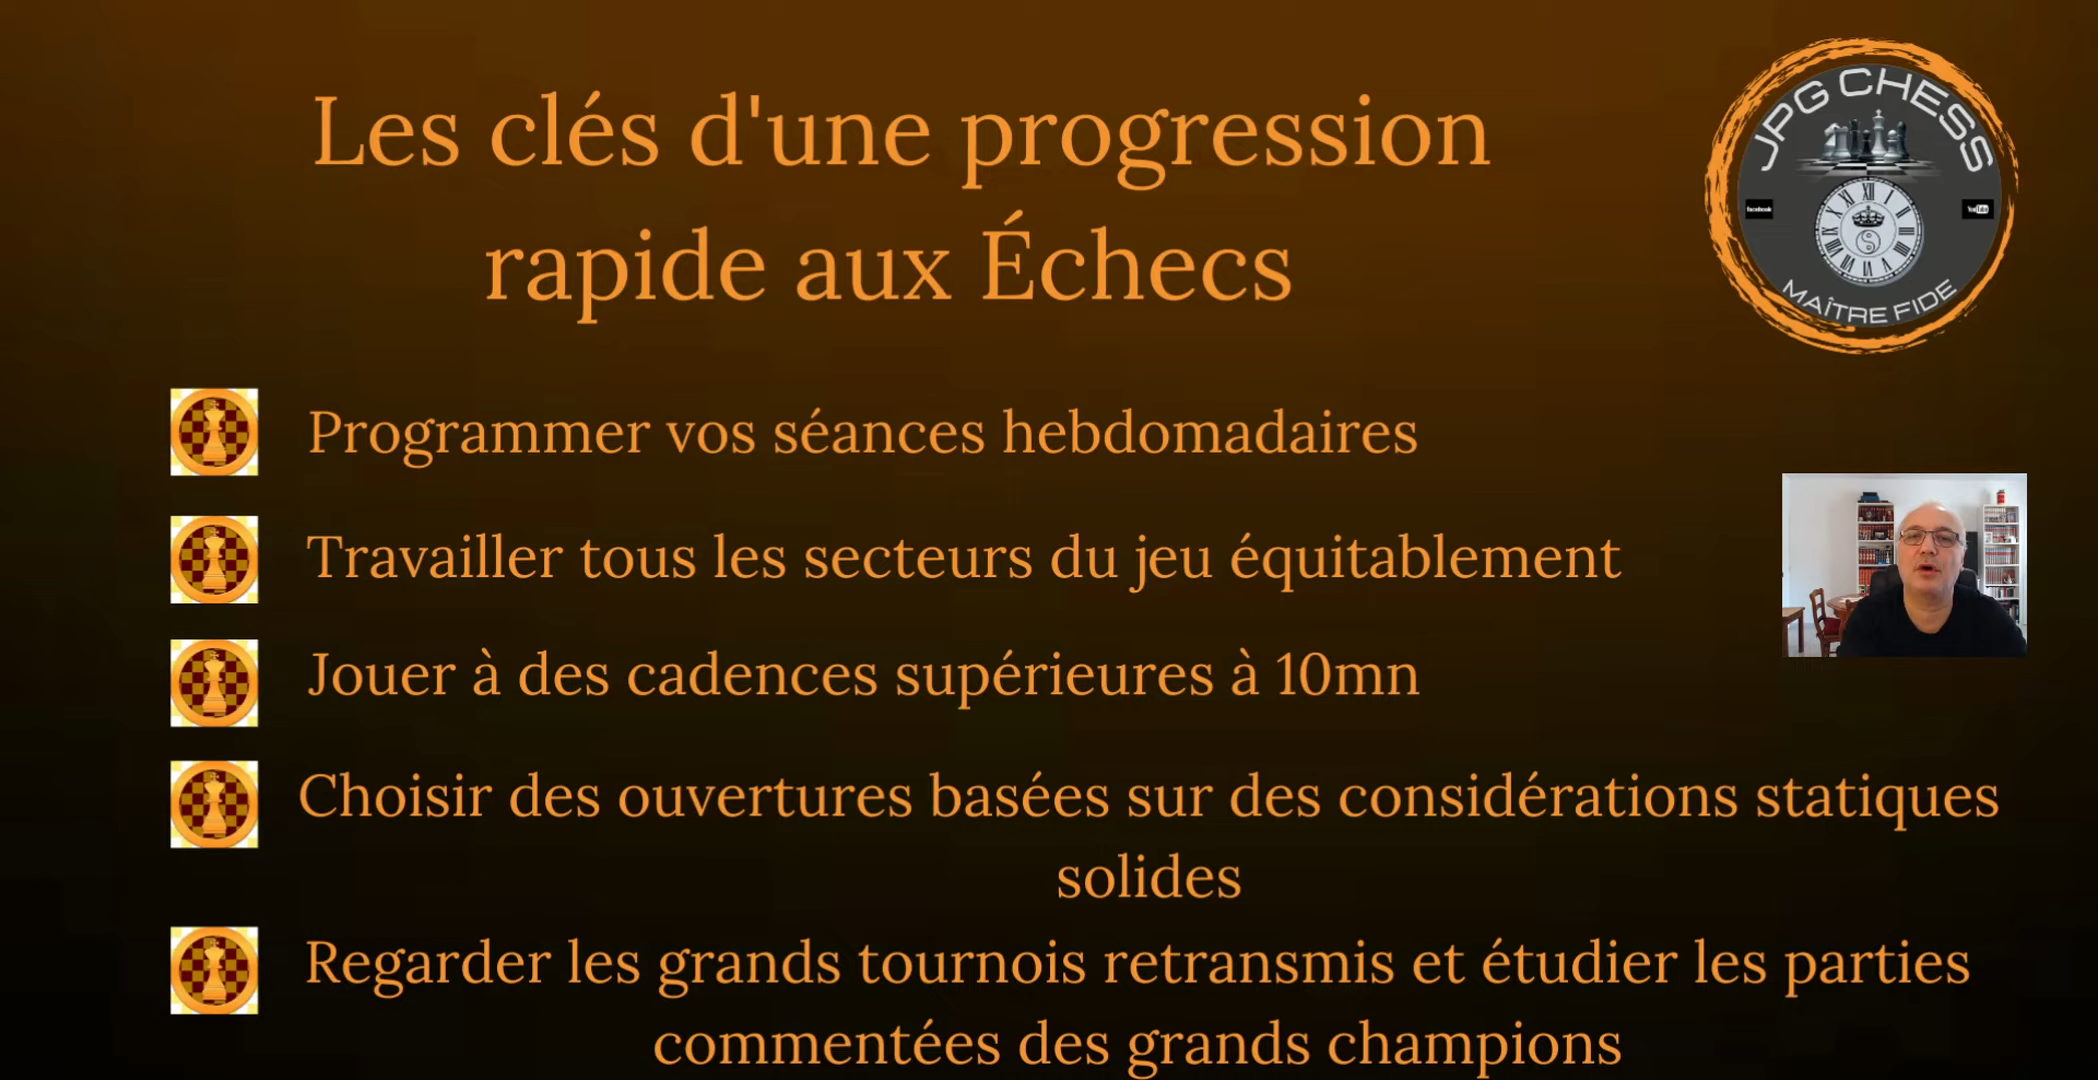 Les clés d'une progression
rapide aux Échecs
JPG CHESS
facebook
YouTube
MAÎTRE FIDE
Programmer vos séances hebdomadaires
Travailler tous les secteurs du jeu équitablement
Jouer à des cadences supérieures à 10mn
Choisir des ouvertures basées sur des considérations statiques
solides
Regarder les grands tournois retransmis et étudier les parties
commentées des grands champions